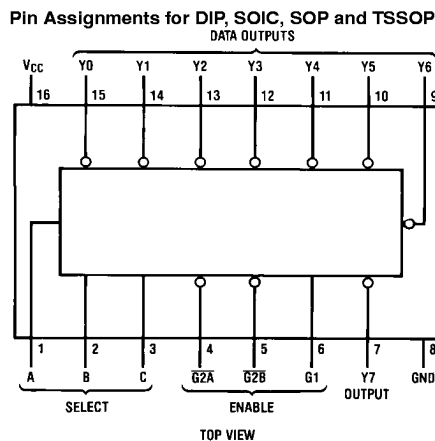 Pin Assignments for DIP, SOIC, SOP and TSSOP
DATA OUTPUTS
VCC Y0 Y1 Y2 Y3 Y4 Y5 Y6
16 15 14 13 12 11 10 9
1 2 3 4 5 6 7 8
A B C G2A G2B G1 Y7 GND
OUTPUT
SELECT ENABLE
TOP VIEW